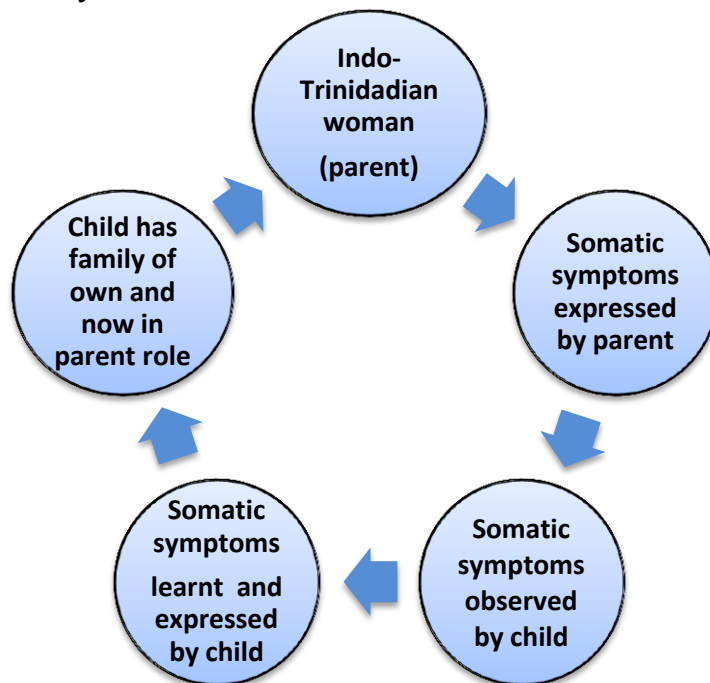 Indo-
Trinidadian
woman
(parent)
Somatic
symptoms
expressed
by parent
Somatic
symptoms
observed
by child
Somatic
symptoms
learnt and
expressed
by child
Child has
family of
own and
now in
parent role